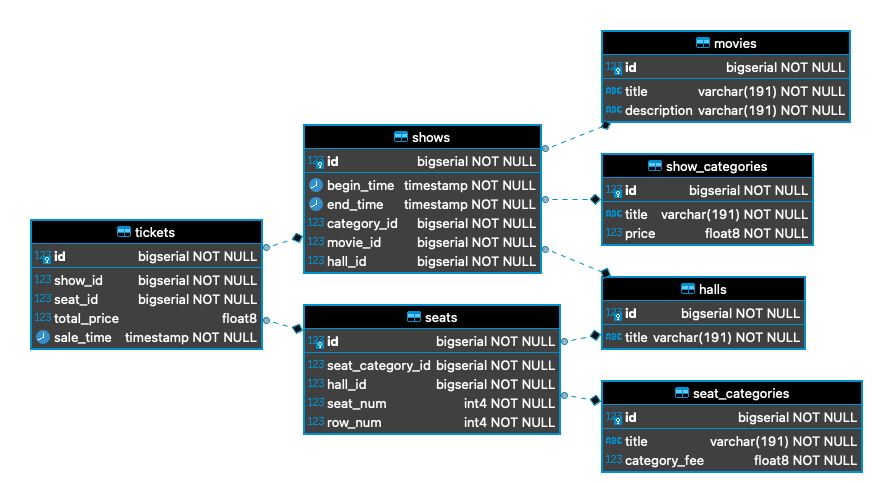 movies
123 id bigserial NOT NULL
ABC title varchar(191) NOT NULL
ABC description varchar(191) NOT NULL
shows
123 id bigserial NOT NULL
begin_time timestamp NOT NULL
end_time timestamp NOT NULL
123 category_id bigserial NOT NULL
123 movie_id bigserial NOT NULL
123 hall_id bigserial NOT NULL
show_categories
123 id bigserial NOT NULL
ABC title varchar(191) NOT NULL
123 price float8 NOT NULL
tickets
123 id bigserial NOT NULL
123 show_id bigserial NOT NULL
123 seat_id bigserial NOT NULL
123 total_price float8
sale_time timestamp NOT NULL
halls
123 id bigserial NOT NULL
ABC title varchar(191) NOT NULL
seats
123 id bigserial NOT NULL
123 seat_category_id bigserial NOT NULL
123 hall_id bigserial NOT NULL
123 seat_num int4 NOT NULL
123 row_num int4 NOT NULL
seat_categories
123 id bigserial NOT NULL
ABC title varchar(191) NOT NULL
123 category_fee float8 NOT NULL